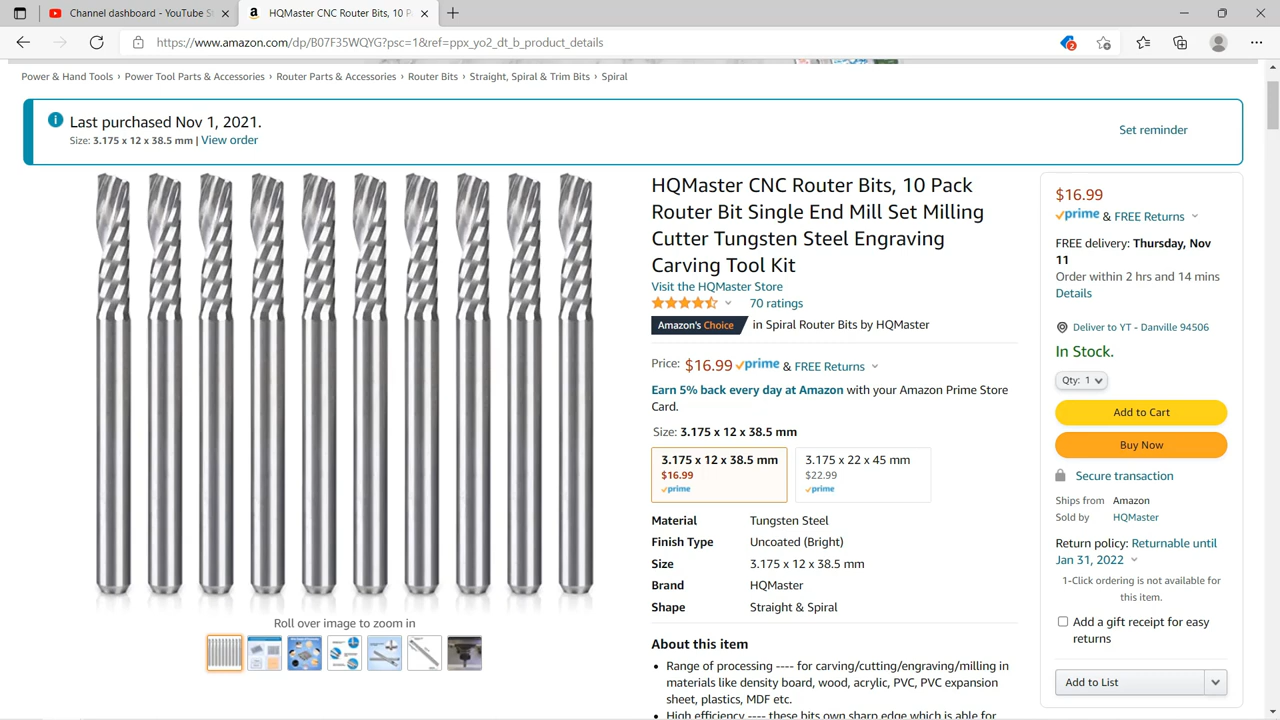 Channel dashboard - YouTube S
HQMaster CNC Router Bits, 10 P
https://www.amazon.com/dp/B07F35WQYG?psc=1&ref=ppx_yo2_dt_b_product_details
2
Power & Hand Tools › Power Tool Parts & Accessories › Router Parts & Accessories › Router Bits › Straight, Spiral & Trim Bits › Spiral
Last purchased Nov 1, 2021.
Size: 3.175 x 12 x 38.5 mm | View order
Set reminder
HQMaster CNC Router Bits, 10 Pack
Router Bit Single End Mill Set Milling
Cutter Tungsten Steel Engraving
Carving Tool Kit
Visit the HQMaster Store
70 ratings
Amazon's Choice in Spiral Router Bits by HQMaster
Price: $16.99 prime & FREE Returns
Earn 5% back every day at Amazon with your Amazon Prime Store
Card.
Size: 3.175 x 12 x 38.5 mm
3.175 x 12 x 38.5 mm
$16.99
prime
3.175 x 22 x 45 mm
$22.99
prime
Material Tungsten Steel
Finish Type Uncoated (Bright)
Size 3.175 x 12 x 38.5 mm
Brand HQMaster
Shape Straight & Spiral
About this item
• Range of processing ---- for carving/cutting/engraving/milling in
materials like density board, wood, acrylic, PVC, PVC expansion
sheet, plastics, MDF etc.
• High efficiency ---- these bits own sharp edge which is able for
Roll over image to zoom in
$16.99
prime & FREE Returns
FREE delivery: Thursday, Nov
11
Order within 2 hrs and 14 mins
Details
Deliver to YT - Danville 94506
In Stock.
Qty: 1
Add to Cart
Buy Now
Secure transaction
Ships from Amazon
Sold by HQMaster
Return policy: Returnable until
Jan 31, 2022
1-Click ordering is not available for
this item.
Add a gift receipt for easy
returns
Add to List